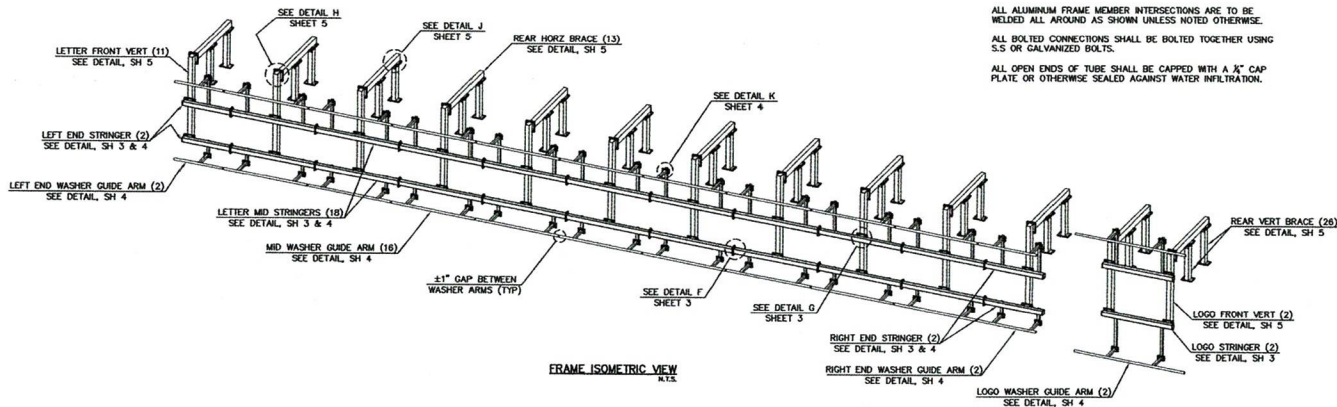 ALL ALUMINUM FRAME MEMBER INTERSECTIONS ARE TO BE
WELDED ALL AROUND AS SHOWN UNLESS NOTED OTHERWISE.
ALL BOLTED CONNECTIONS SHALL BE BOLTED TOGETHER USING
S.S OR GALVANIZED BOLTS.
ALL OPEN ENDS OF TUBE SHALL BE CAPPED WITH A CAP
PLATE OR OTHERWISE SEALED AGAINST WATER INFILTRATION.
SEE DETAIL H
SHEET 5
SEE DETAIL J
SHEET 5
LETTER FRONT VERT (11)
SEE DETAIL, SH 5
REAR HORZ BRACE (13)
SEE DETAIL, SH 5
SEE DETAIL K
SHEET 4
LEFT END STRINGER (2)
SEE DETAIL, SH 3 & 4
LEFT END WASHER GUIDE ARM (2)
SEE DETAIL, SH 4
LETTER MID STRINGERS (18)
SEE DETAIL, SH 3 & 4
MID WASHER GUIDE ARM (16)
SEE DETAIL, SH 4
±1" GAP BETWEEN
WASHER ARMS (TYP)
SEE DETAIL F
SHEET 3
SEE DETAIL G
SHEET 3
REAR VERT BRACE (26)
SEE DETAIL, SH 5
LOGO FRONT VERT (2)
SEE DETAIL, SH 5
LOGO STRINGER (2)
SEE DETAIL, SH 3
RIGHT END STRINGER (2)
SEE DETAIL, SH 3 & 4
RIGHT END WASHER GUIDE ARM (2)
SEE DETAIL, SH 4
LOGO WASHER GUIDE ARM (2)
SEE DETAIL, SH 4
FRAME ISOMETRIC VIEW
N.T.S.